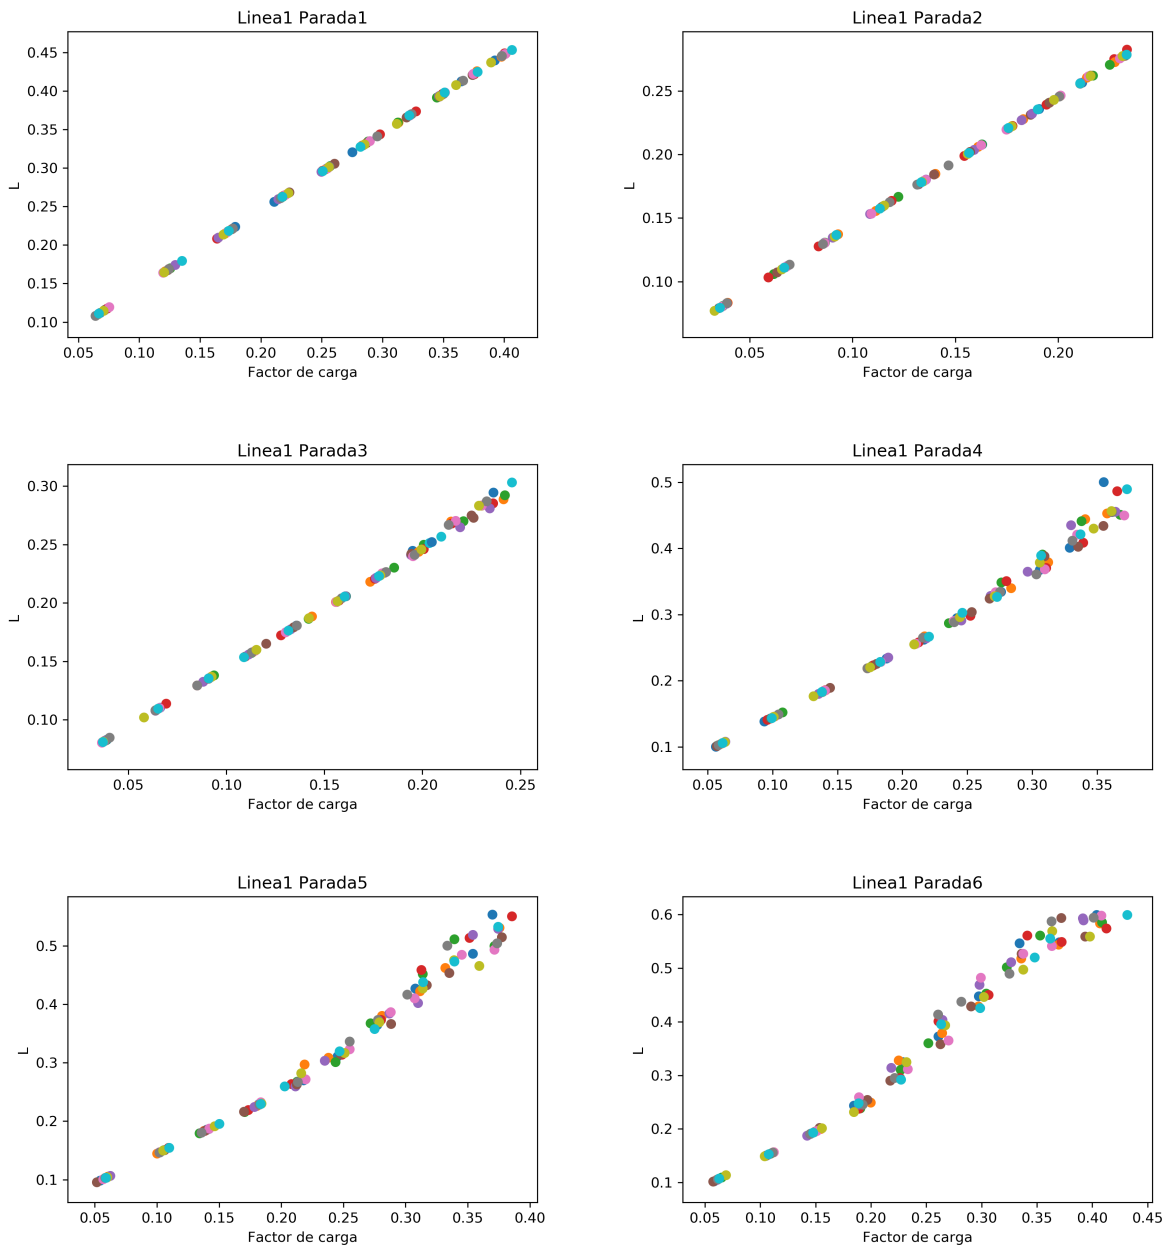 Linea1 Parada1
0.45
0.40
0.35
0.30
0.25
0.20
0.15
0.10
L
0.05 0.10 0.15 0.20 0.25 0.30 0.35 0.40
Factor de carga
Linea1 Parada2
0.25
0.20
0.15
0.10
L
0.05 0.10 0.15 0.20
Factor de carga
Linea1 Parada3
0.30
0.25
0.20
0.15
0.10
L
0.05 0.10 0.15 0.20 0.25
Factor de carga
Linea1 Parada4
0.5
0.4
0.3
0.2
0.1
L
0.05 0.10 0.15 0.20 0.25 0.30 0.35
Factor de carga
Linea1 Parada5
0.5
0.4
0.3
0.2
0.1
L
0.05 0.10 0.15 0.20 0.25 0.30 0.35 0.40
Factor de carga
Linea1 Parada6
0.6
0.5
0.4
0.3
0.2
0.1
L
0.05 0.10 0.15 0.20 0.25 0.30 0.35 0.40 0.45
Factor de carga